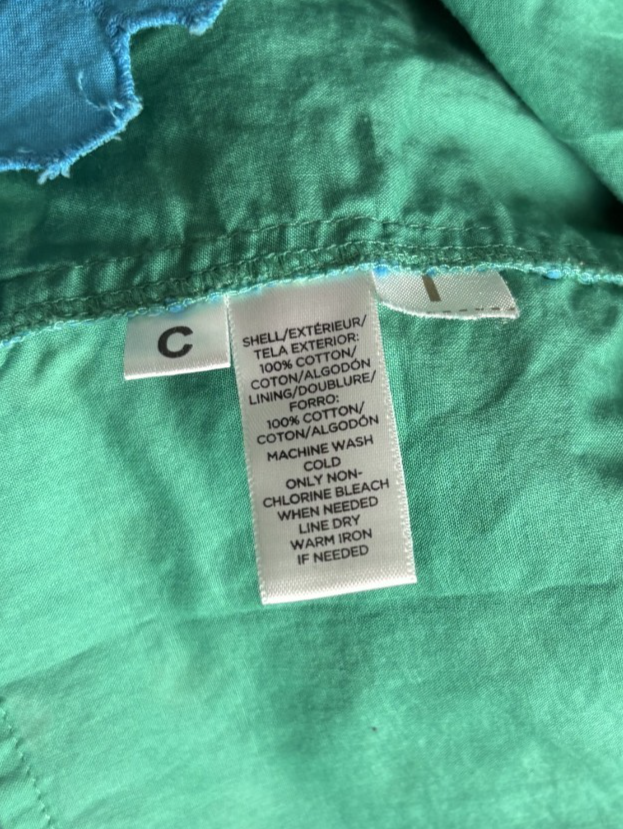 C
SHELL/EXTÉRIEUR/
TELA EXTERIOR:
100% COTTON/
COTON/ALGODÓN
LINING/DOUBLURE/
FORRO:
100% COTTON/
COTON/ALGODÓN
MACHINE WASH
COLD
ONLY NON-
CHLORINE BLEACH
WHEN NEEDED
LINE DRY
WARM IRON
IF NEEDED